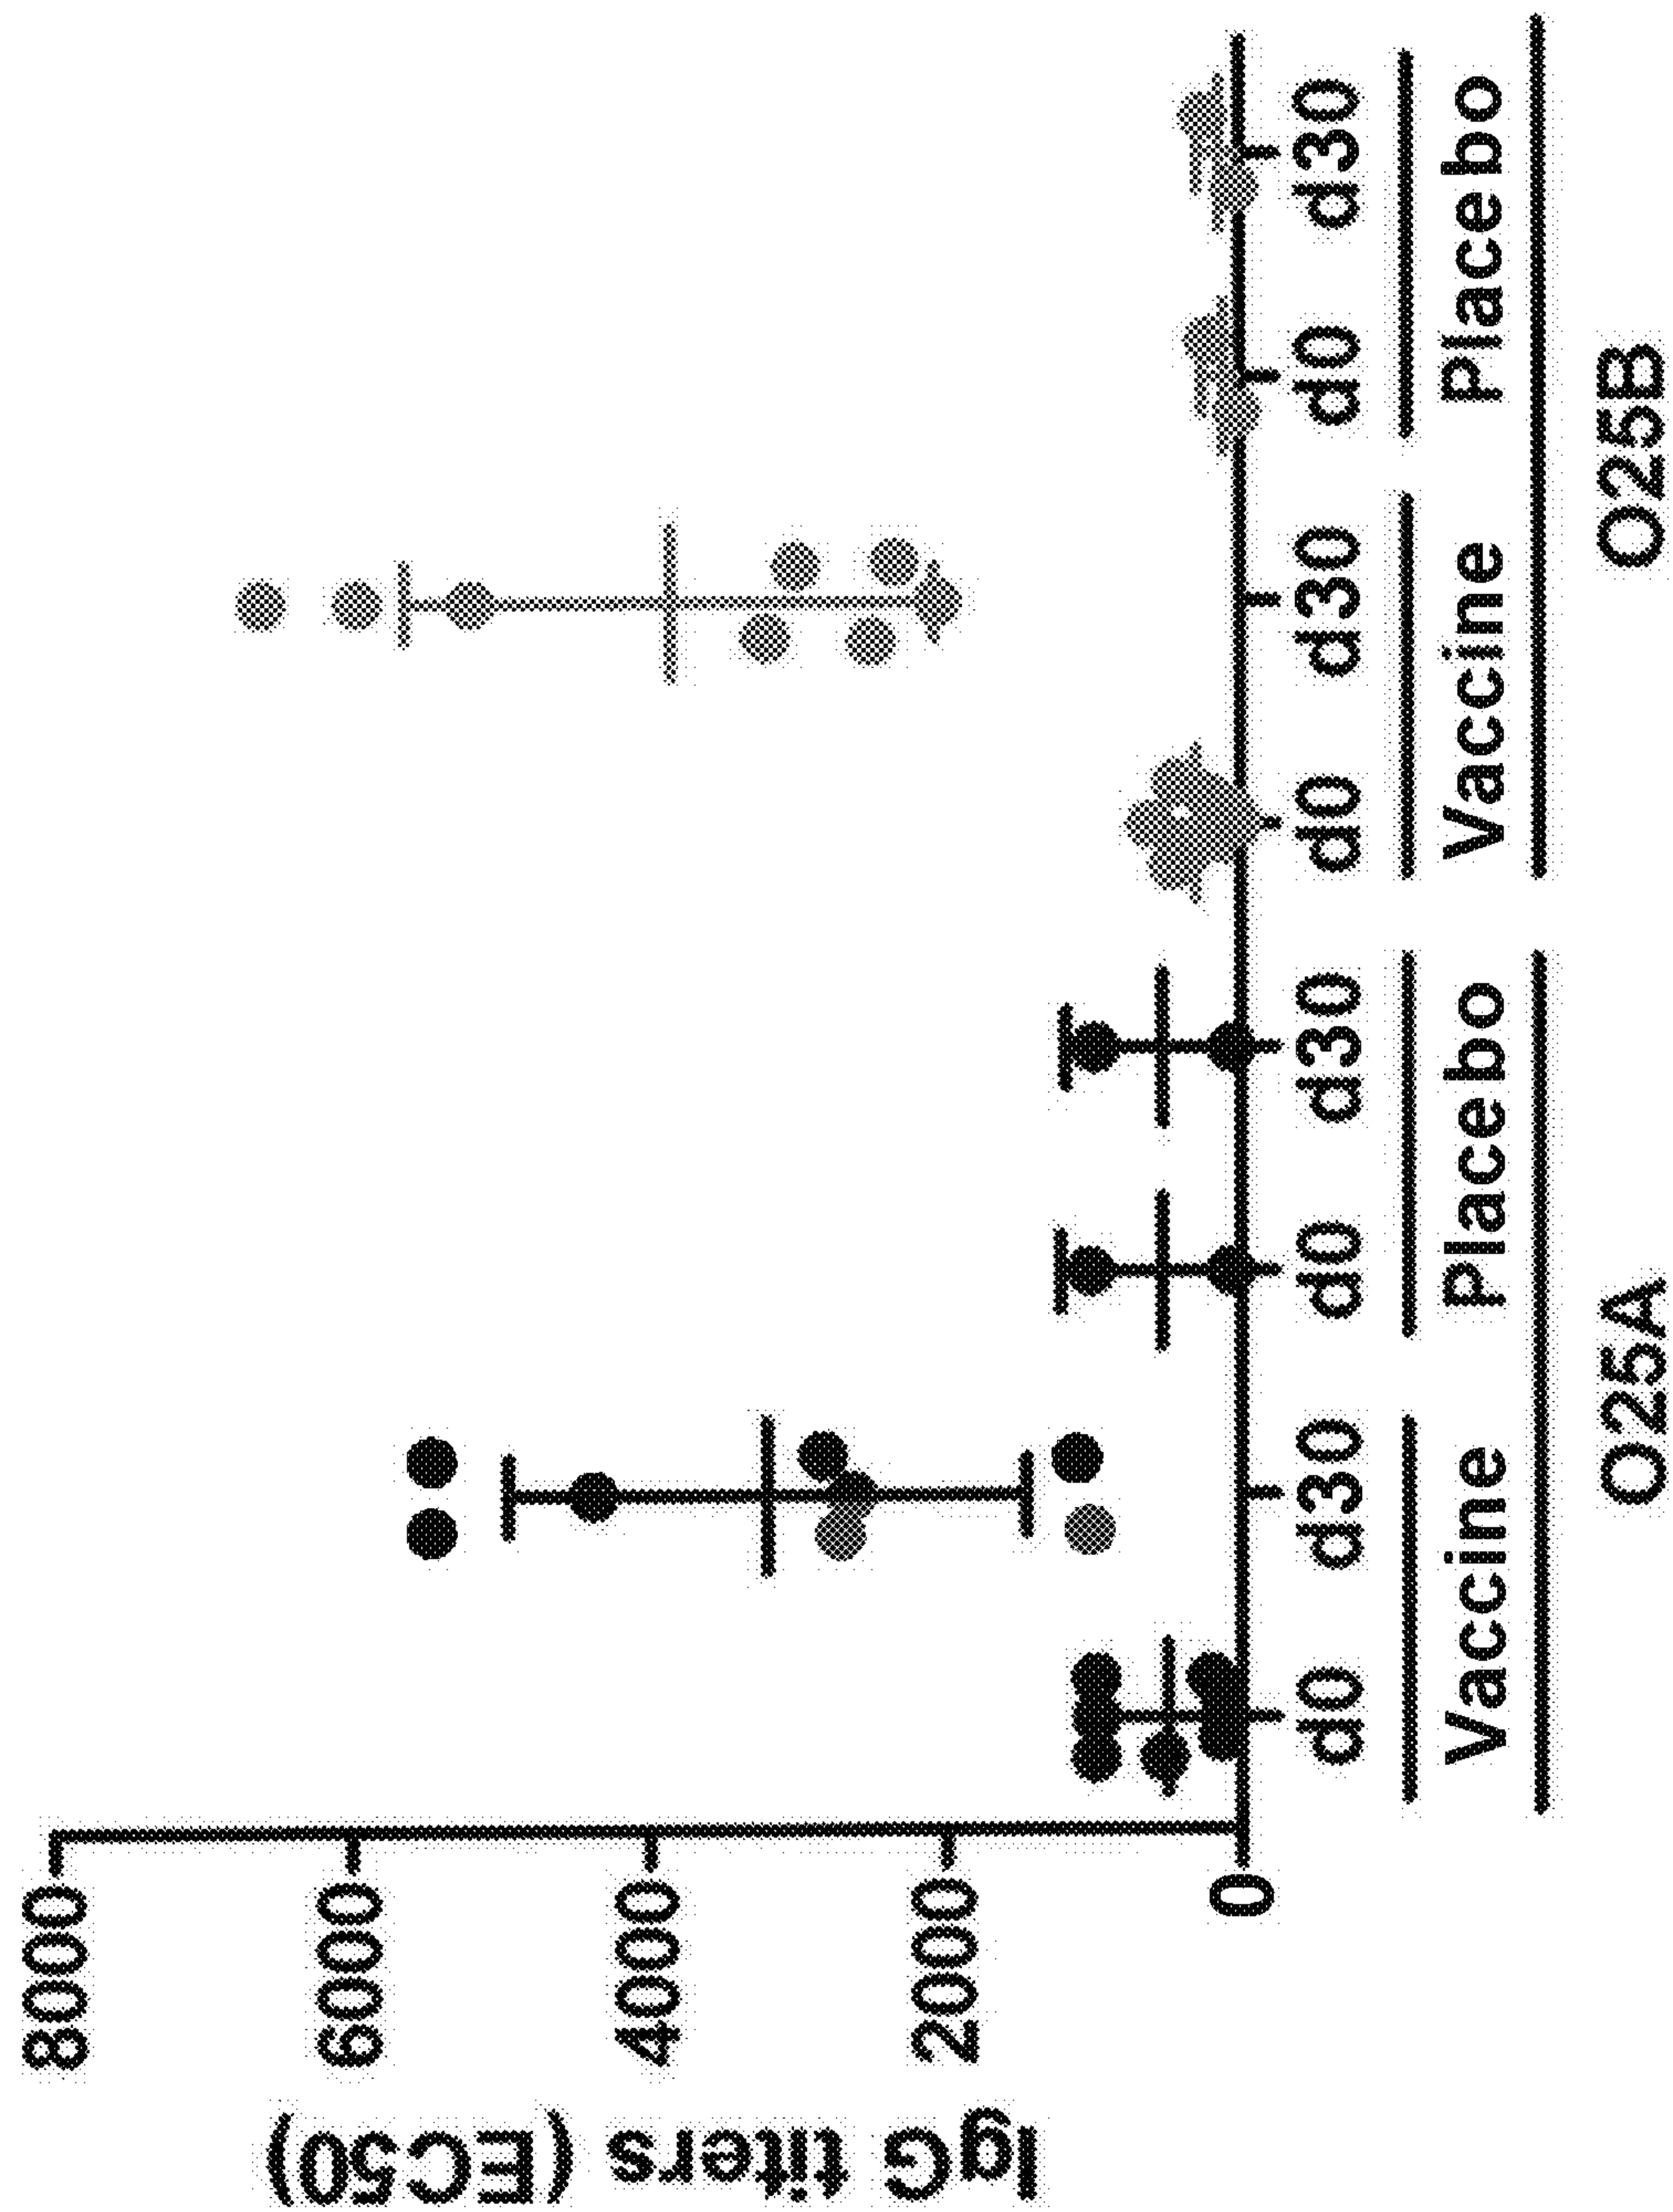 IgG titers (EC50)
8000
6000
4000
2000
0
d0 d30 d0 d30 d0 d30 d0 d30
Vaccine Placebo Vaccine Placebo
O25A O25B